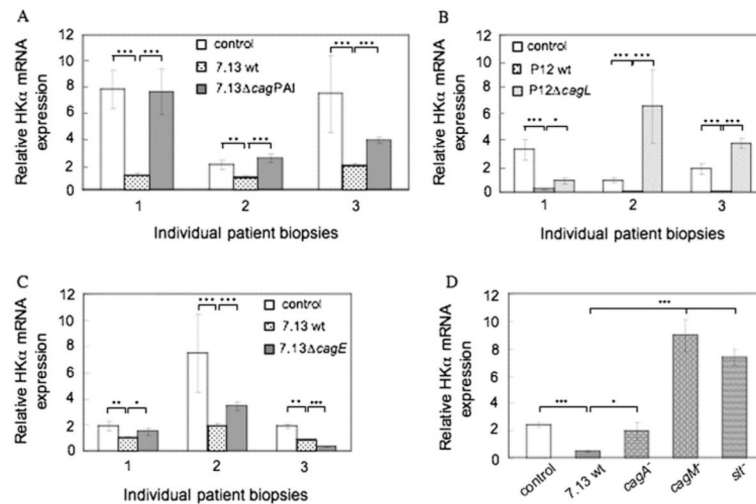 A
Relative HKα mRNA
expression
12
10
8
6
4
2
0
control
7.13 wt
7.13ΔcagPAI
*** ***
** ***
*** ***
1 2 3
Individual patient biopsies
B
Relative HKα mRNA
expression
12
10
8
6
4
2
0
control
P12 wt
P12ΔcagL
*** *
*** ***
*** ***
1 2 3
Individual patient biopsies
C
Relative HKα mRNA
expression
12
10
8
6
4
2
0
control
7.13 wt
7.13ΔcagE
** *
*** ***
** ***
1 2 3
Individual patient biopsies
D
Relative HKα mRNA
expression
12
10
8
6
4
2
0
***
*** *
control 7.13 wt cagA- cagM- slt-